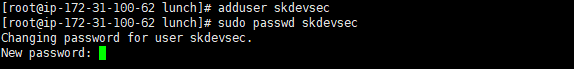 [root@ip-172-31-100-62 lunch]# adduser skdevsec
[root@ip-172-31-100-62 lunch]# sudo passwd skdevsec
Changing password for user skdevsec.
New password: